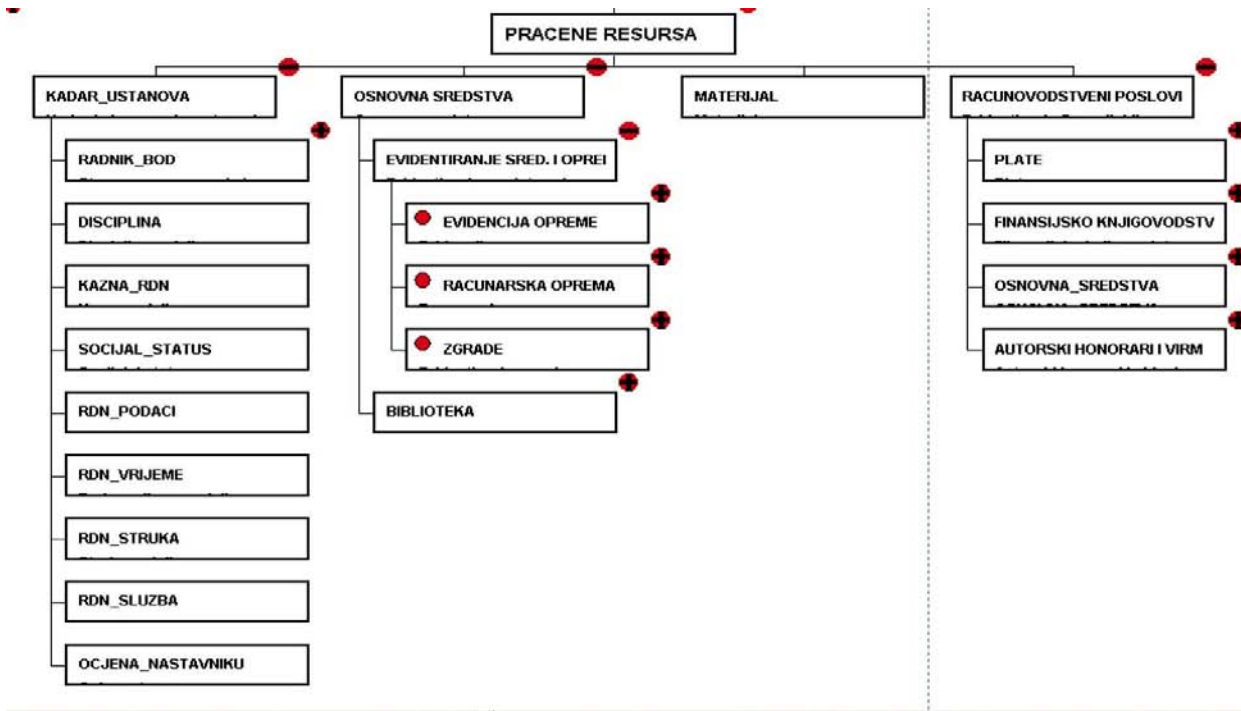 PRACENE RESURSA
KADAR_USTANOVA
RADNIK_BOD
DISCIPLINA
KAZNA_RDN
SOCIJAL_STATUS
RDN_PODACI
RDN_VRIJEME
RDN_STRUKA
RDN_SLUZBA
OCJENA_NASTAVNIKU
OSNOVNA SREDSTVA
EVIDENTIRANJE SRED. I OPREI
EVIDENCIJA OPREME
RACUNARSKA OPREMA
ZGRADE
BIBLIOTEKA
MATERIJAL
RACUNOVODSTVENI POSLOVI
PLATE
FINANSIJSKO KNJIGOVODSTV
OSNOVNA_SREDSTVA
AUTORSKI HONORARI I VIRM